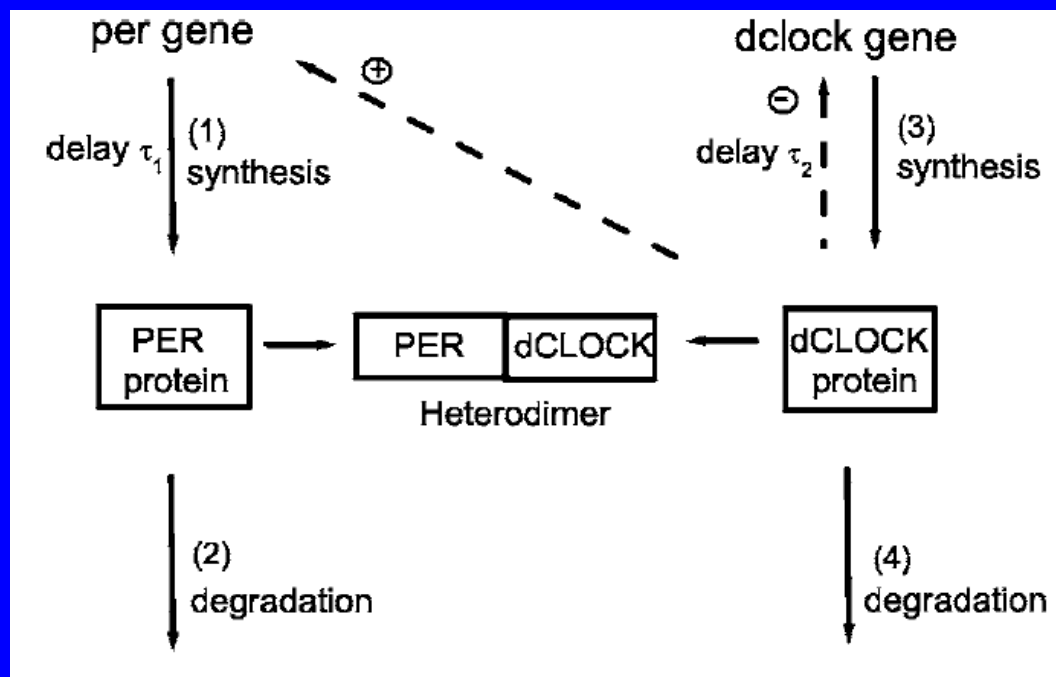 per gene
dclock gene
⊕
⊖
delay τ1
(1)
synthesis
delay τ2
(3)
synthesis
PER
protein
PER
dCLOCK
dCLOCK
protein
Heterodimer
(2)
degradation
(4)
degradation